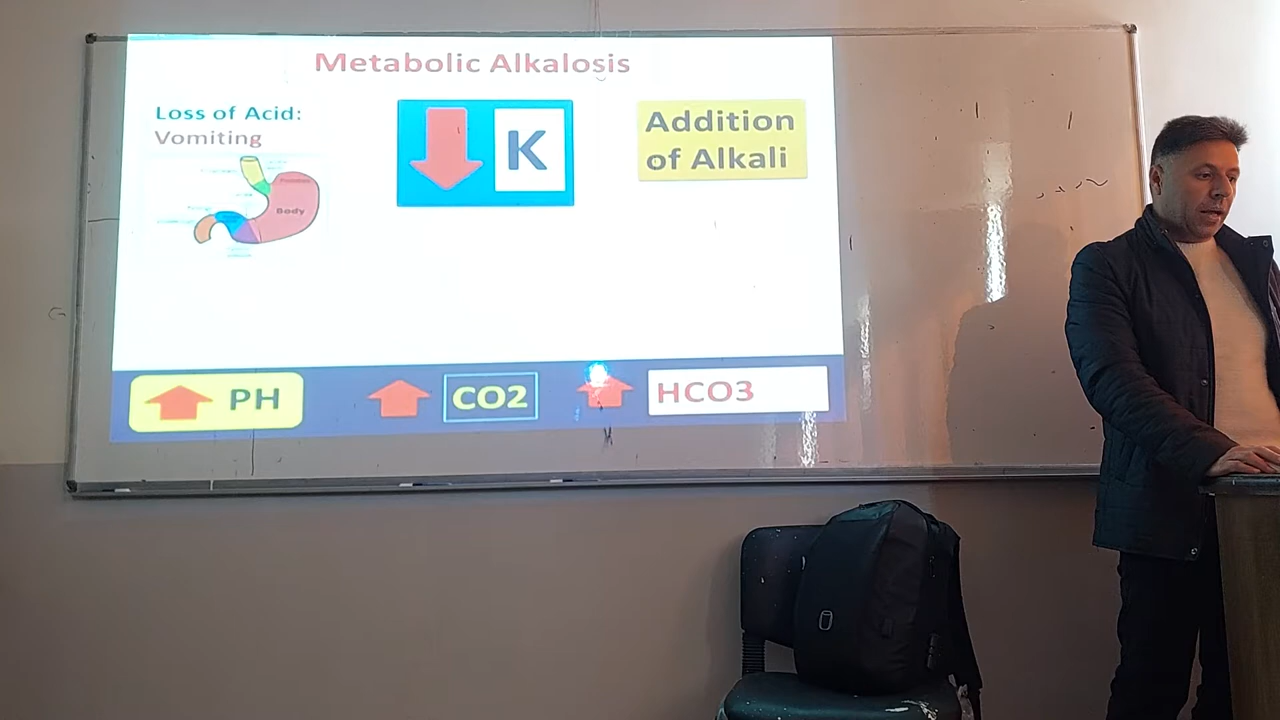 Metabolic Alkalosis
Loss of Acid:
Vomiting
Body
K
Addition
of Alkali
PH
CO2
HCO3